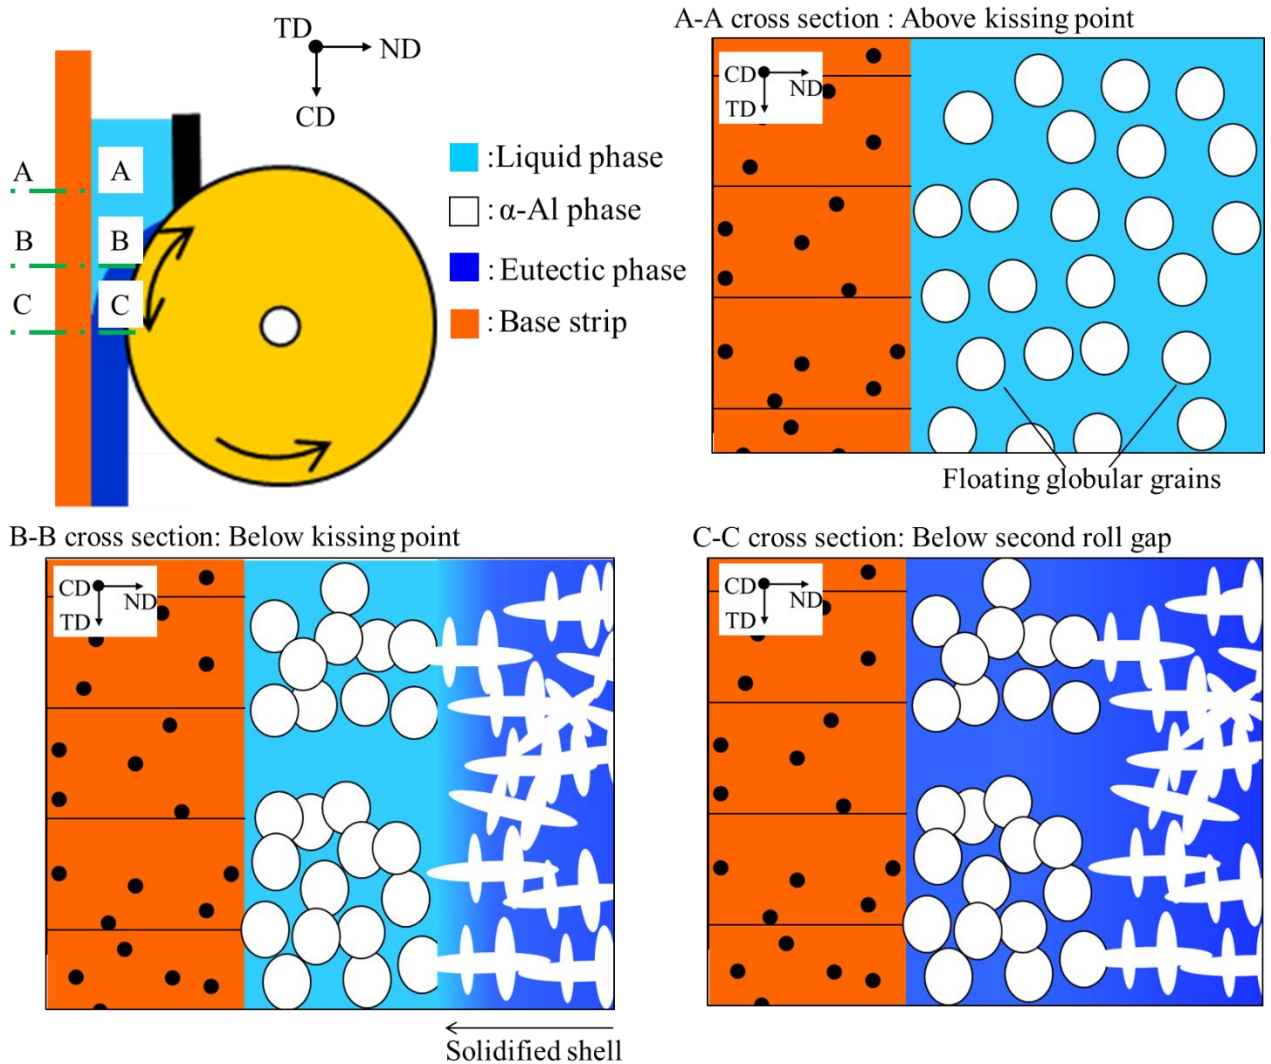 TD
ND
CD
A
A
B
B
C
C
:Liquid phase
: α-Al phase
: Eutectic phase
: Base strip
A-A cross section : Above kissing point
CD
ND
TD
Floating globular grains
B-B cross section: Below kissing point
CD
ND
TD
Solidified shell
C-C cross section: Below second roll gap
CD
ND
TD